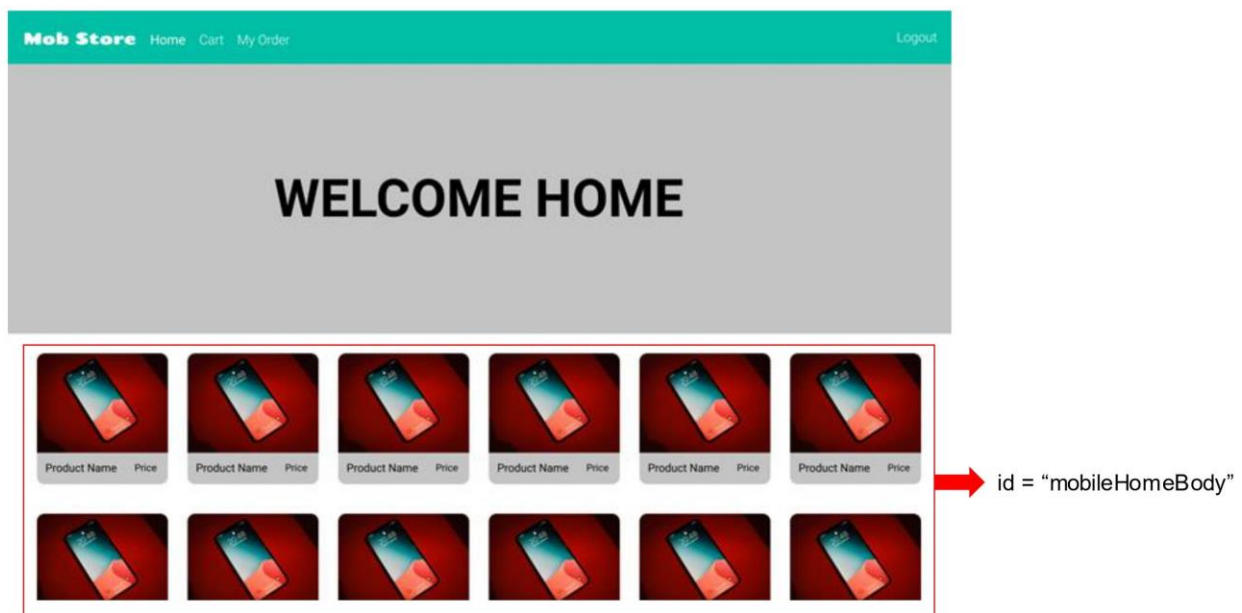 Mob Store Home Cart My Order Logout
WELCOME HOME
Product Name Price Product Name Price Product Name Price Product Name Price Product Name Price Product Name Price
id = “mobileHomeBody”